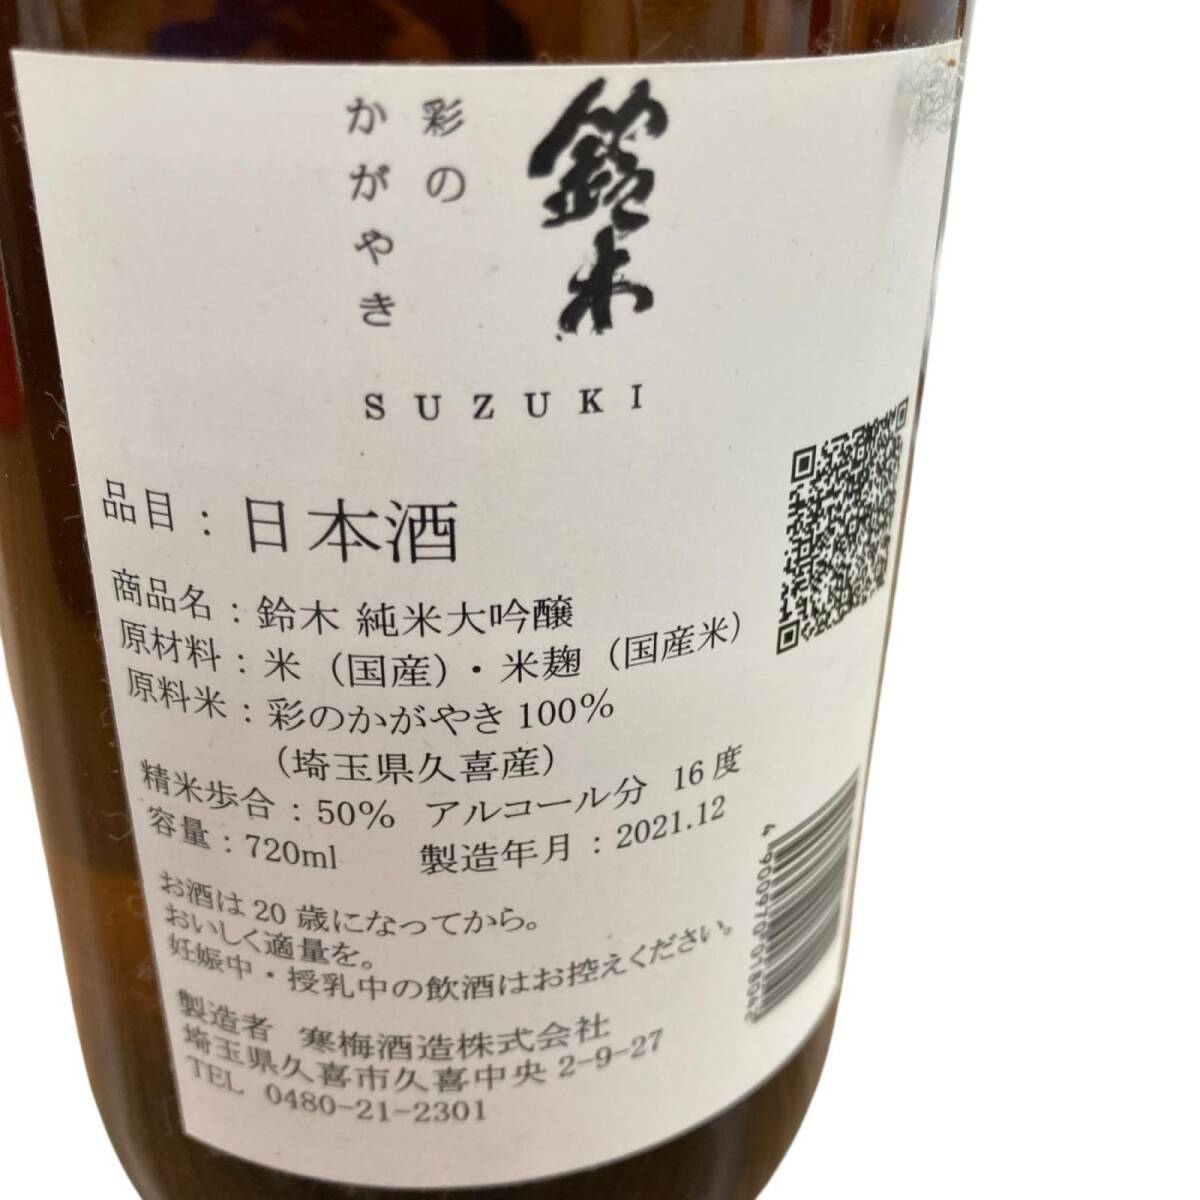 鈴木
彩の
かがやき
SUZUKI
品目：日本酒
商品名：鈴木 純米大吟醸
原材料：米（国産）・米麹（国産米）
原料米：彩のかがやき100％
（埼玉県久喜産）
精米歩合：50％ アルコール分 16度
容量：720ml 製造年月：2021.12
お酒は20歳になってから。
おいしく適量を。
妊娠中・授乳中の飲酒はお控えください。
製造者 寒梅酒造株式会社
埼玉県久喜市久喜中央2-9-27
TEL 0480-21-2301
4 900970 018042